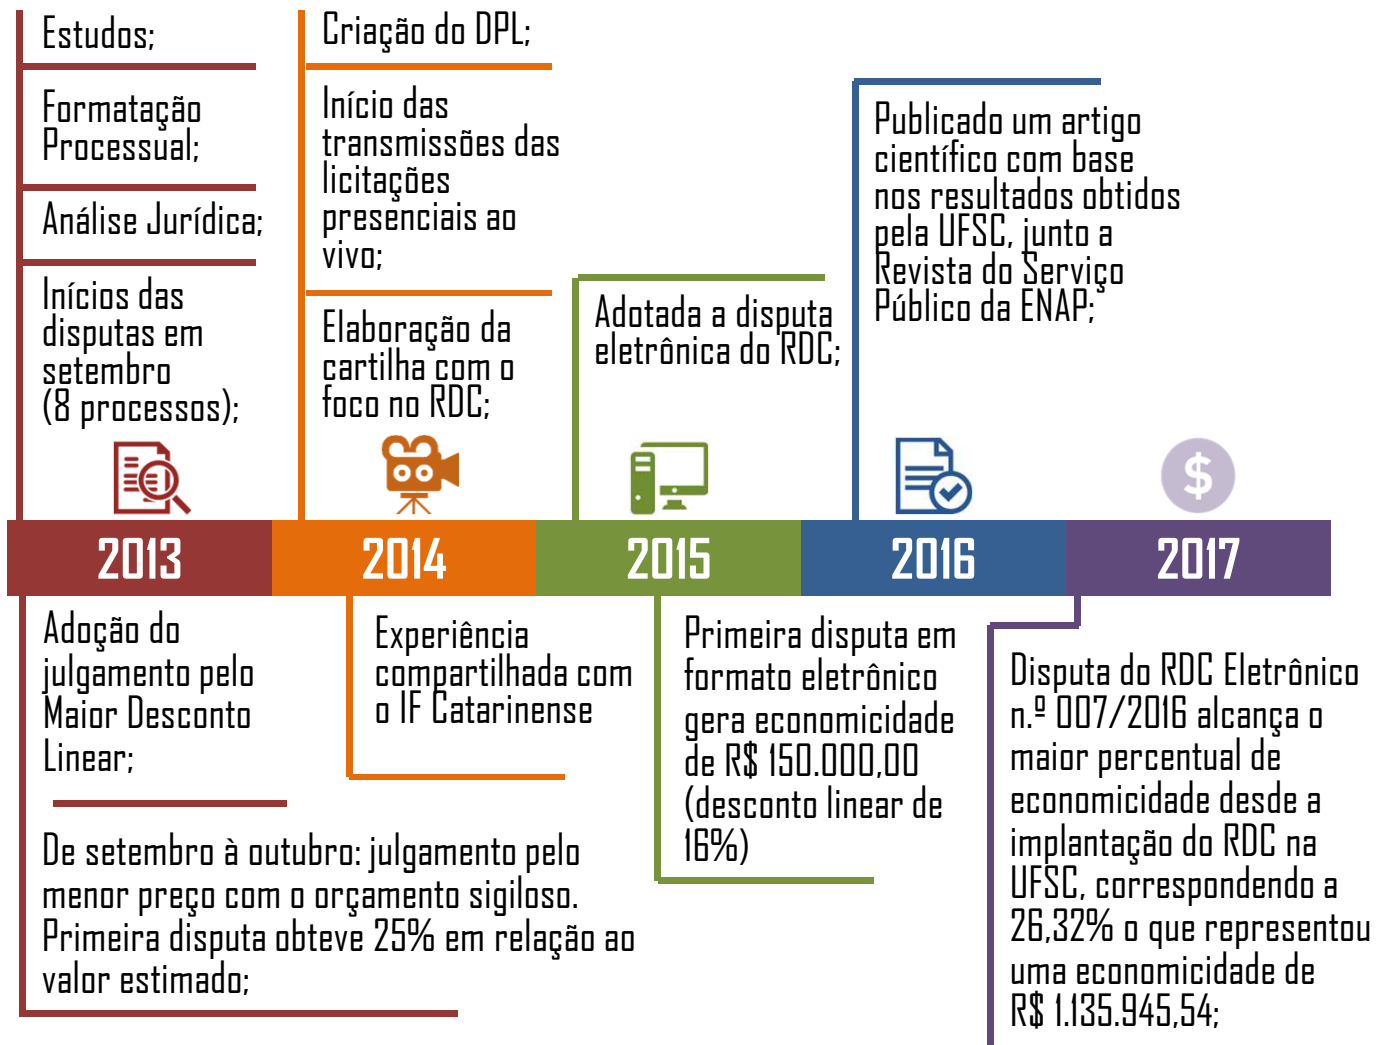 Estudos;
Formatação
Processual;
Análise Jurídica;
Inícios das
disputas em
setembro
(8 processos);
Criação do DPL;
Início das
transmissões das
licitações
presenciais ao
vivo;
Elaboração da
cartilha com o
foco no RDC;
Adotada a disputa
eletrônica do RDC;
Publicado um artigo
científico com base
nos resultados obtidos
pela UFSC, junto a
Revista do Serviço
Público da ENAP;
$
2013
2014
2015
2016
2017
Adoção do
julgamento pelo
Maior Desconto
Linear;
De setembro à outubro: julgamento pelo
menor preço com o orçamento sigiloso.
Primeira disputa obteve 25% em relação ao
valor estimado;
Experiência
compartilhada com
o IF Catarinense
Primeira disputa em
formato eletrônico
gera economicidade
de R$ 150.000,00
(desconto linear de
16%)
Disputa do RDC Eletrônico
n.º 007/2016 alcança o
maior percentual de
economicidade desde a
implantação do RDC na
UFSC, correspondendo a
26,32% o que representou
uma economicidade de
R$ 1.135.945,54;